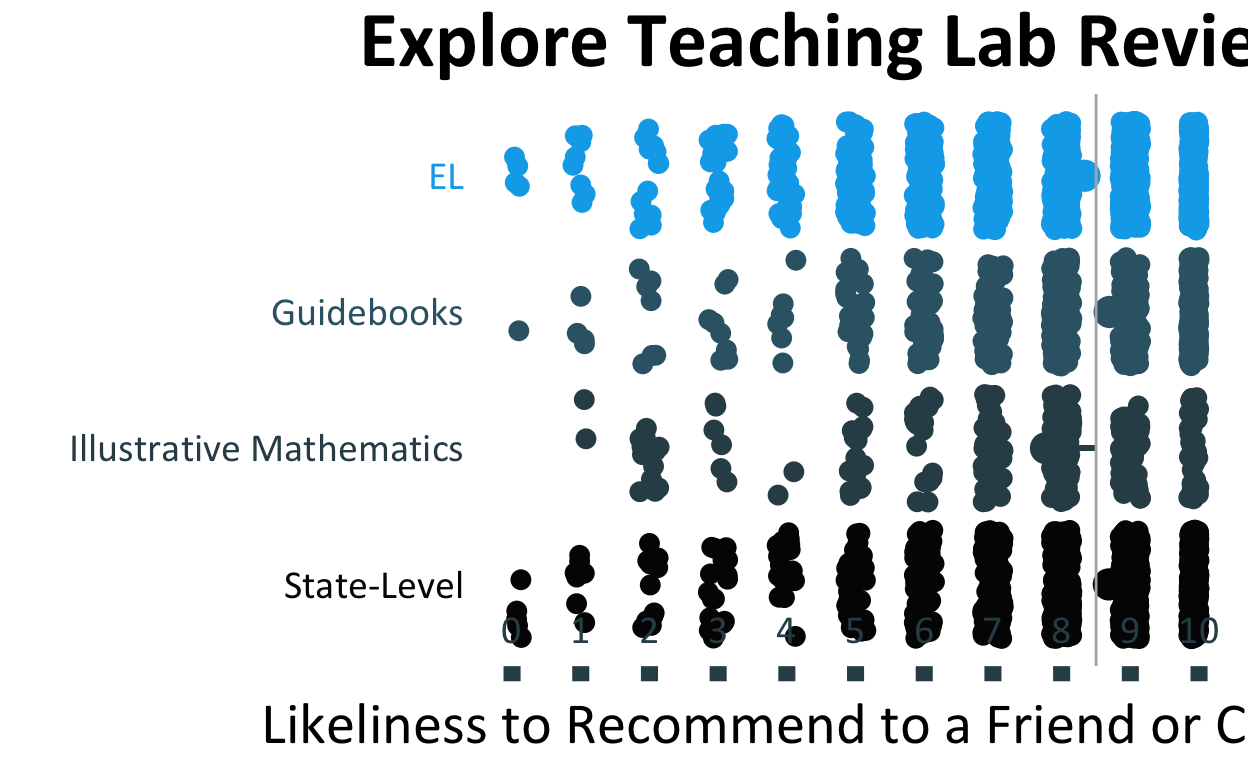 Explore Teaching Lab Revie
EL
Guidebooks
Illustrative Mathematics
State-Level
0 1 2 3 4 5 6 7 8 9 10
Likeliness to Recommend to a Friend or C